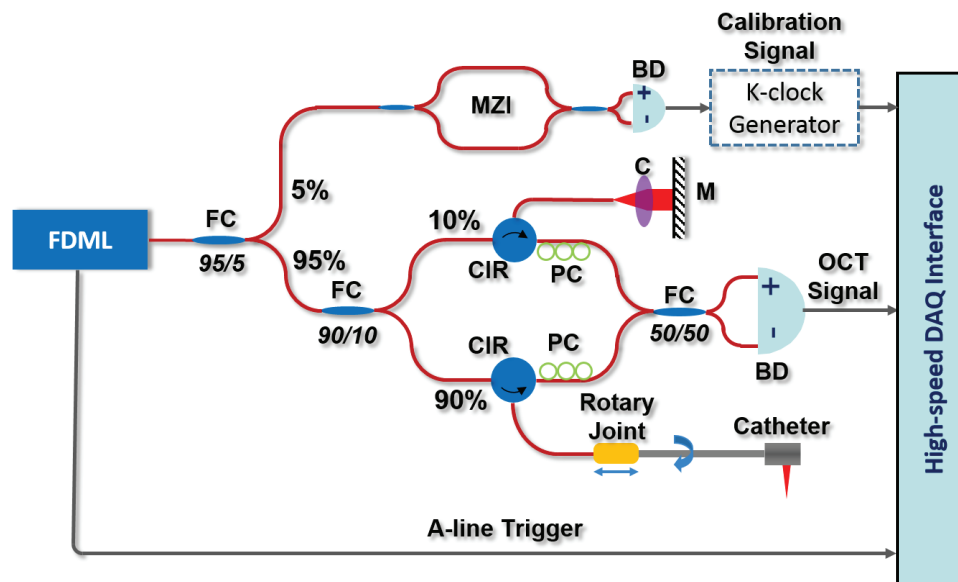 Calibration
Signal
BD
+
-
MZI
K-clock
Generator
5%
C
M
FDML
FC
95/5
95%
10%
CIR
PC
FC
90/10
FC
50/50
+
-
BD
OCT
Signal
CIR
PC
90%
Rotary
Joint
Catheter
A-line Trigger
High-speed DAQ Interface